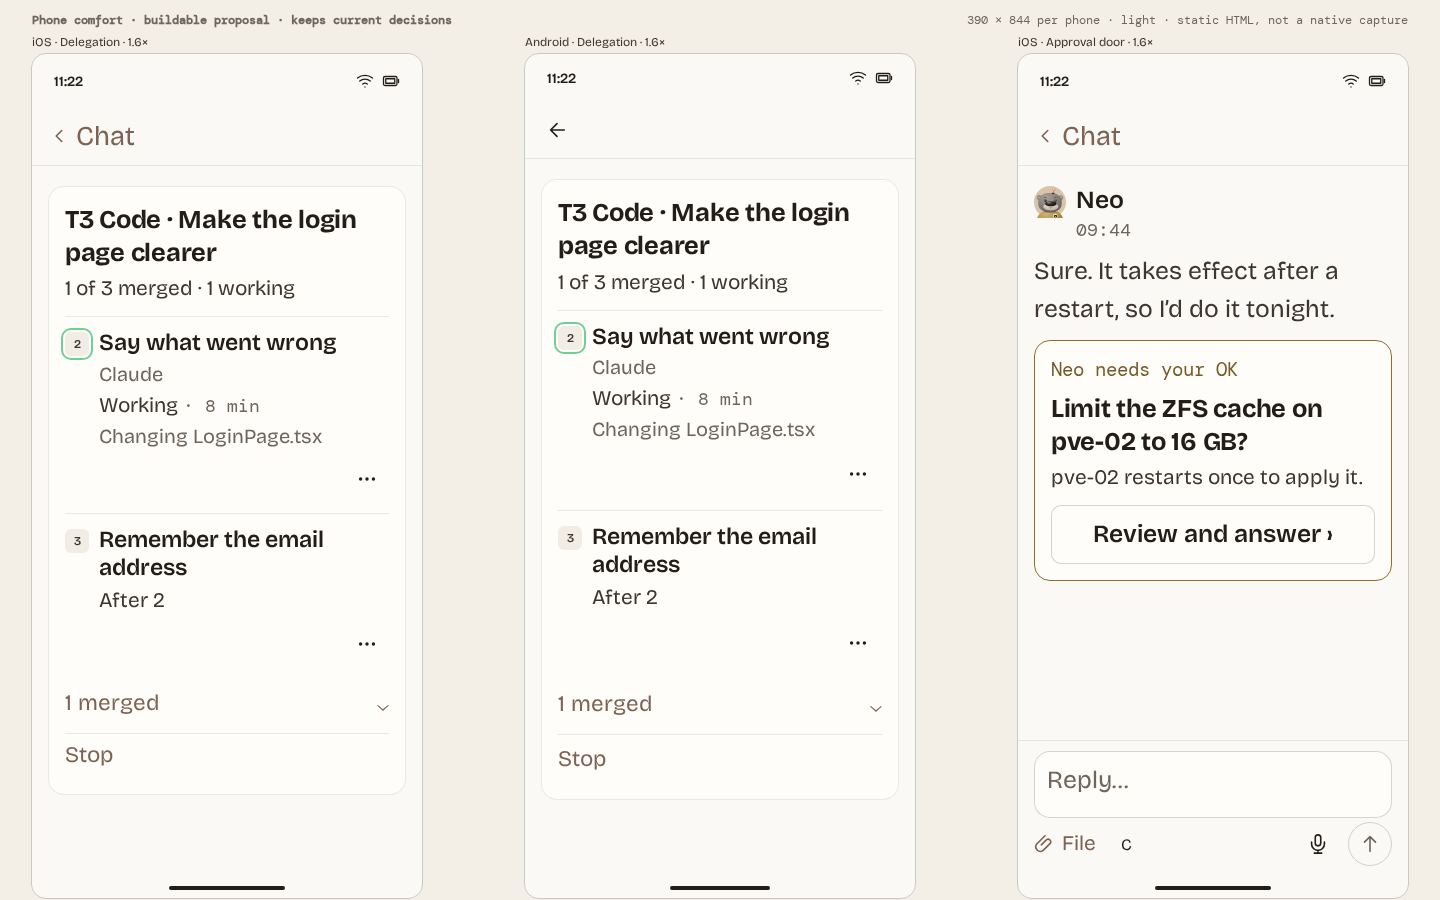 Phone comfort · buildable proposal · keeps current decisions
390 × 844 per phone · light · static HTML, not a native capture
iOS · Delegation · 1.6×
11:22
Chat
T3 Code · Make the login
page clearer
1 of 3 merged · 1 working
2 Say what went wrong
Claude
Working · 8 min
Changing LoginPage.tsx
3 Remember the email
address
After 2
1 merged
Stop
Android · Delegation · 1.6×
11:22
T3 Code · Make the login
page clearer
1 of 3 merged · 1 working
2 Say what went wrong
Claude
Working · 8 min
Changing LoginPage.tsx
3 Remember the email
address
After 2
1 merged
Stop
iOS · Approval door · 1.6×
11:22
Chat
Neo
09:44
Sure. It takes effect after a
restart, so I'd do it tonight.
Neo needs your OK
Limit the ZFS cache on
pve-02 to 16 GB?
pve-02 restarts once to apply it.
Review and answer ›
Reply...
File C